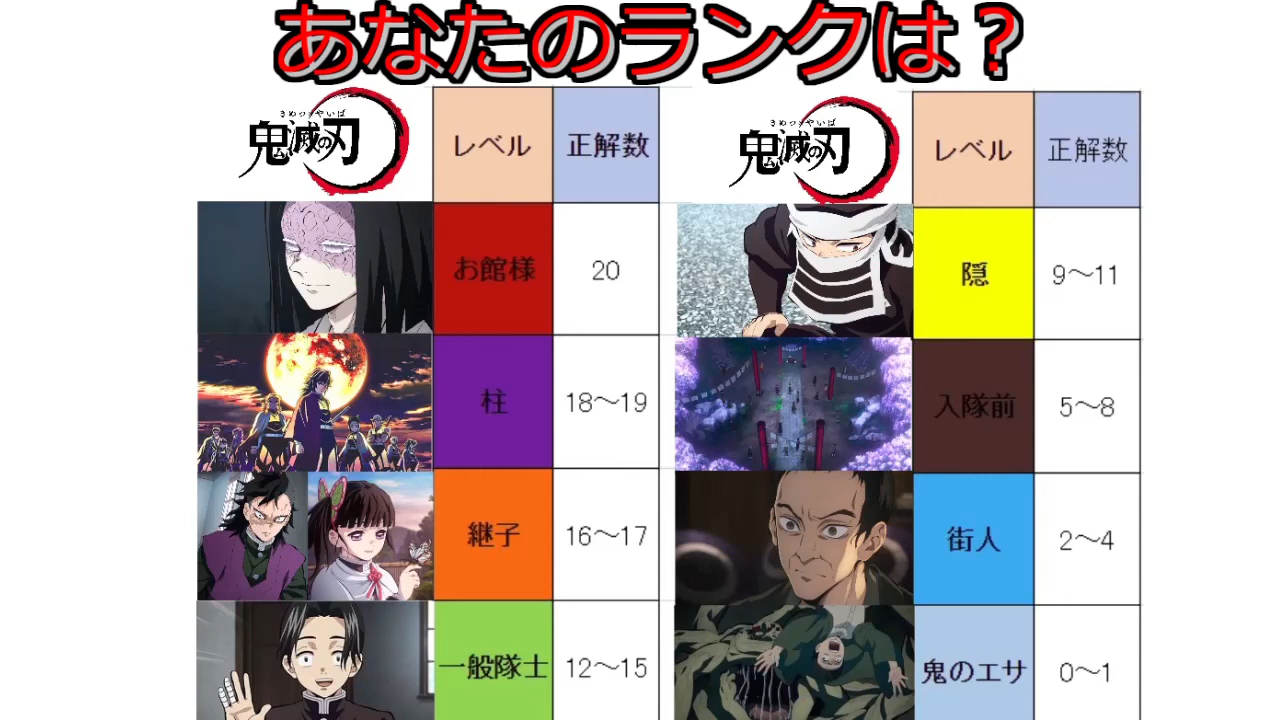 あなたのランクは？
きめつのやいば
鬼滅の刃
レベル 正解数
お館様 20
柱 18～19
継子 16～17
一般隊士 12～15
きめつのやいば
鬼滅の刃
レベル 正解数
隠 9～11
入隊前 5～8
街人 2～4
鬼のエサ 0～1